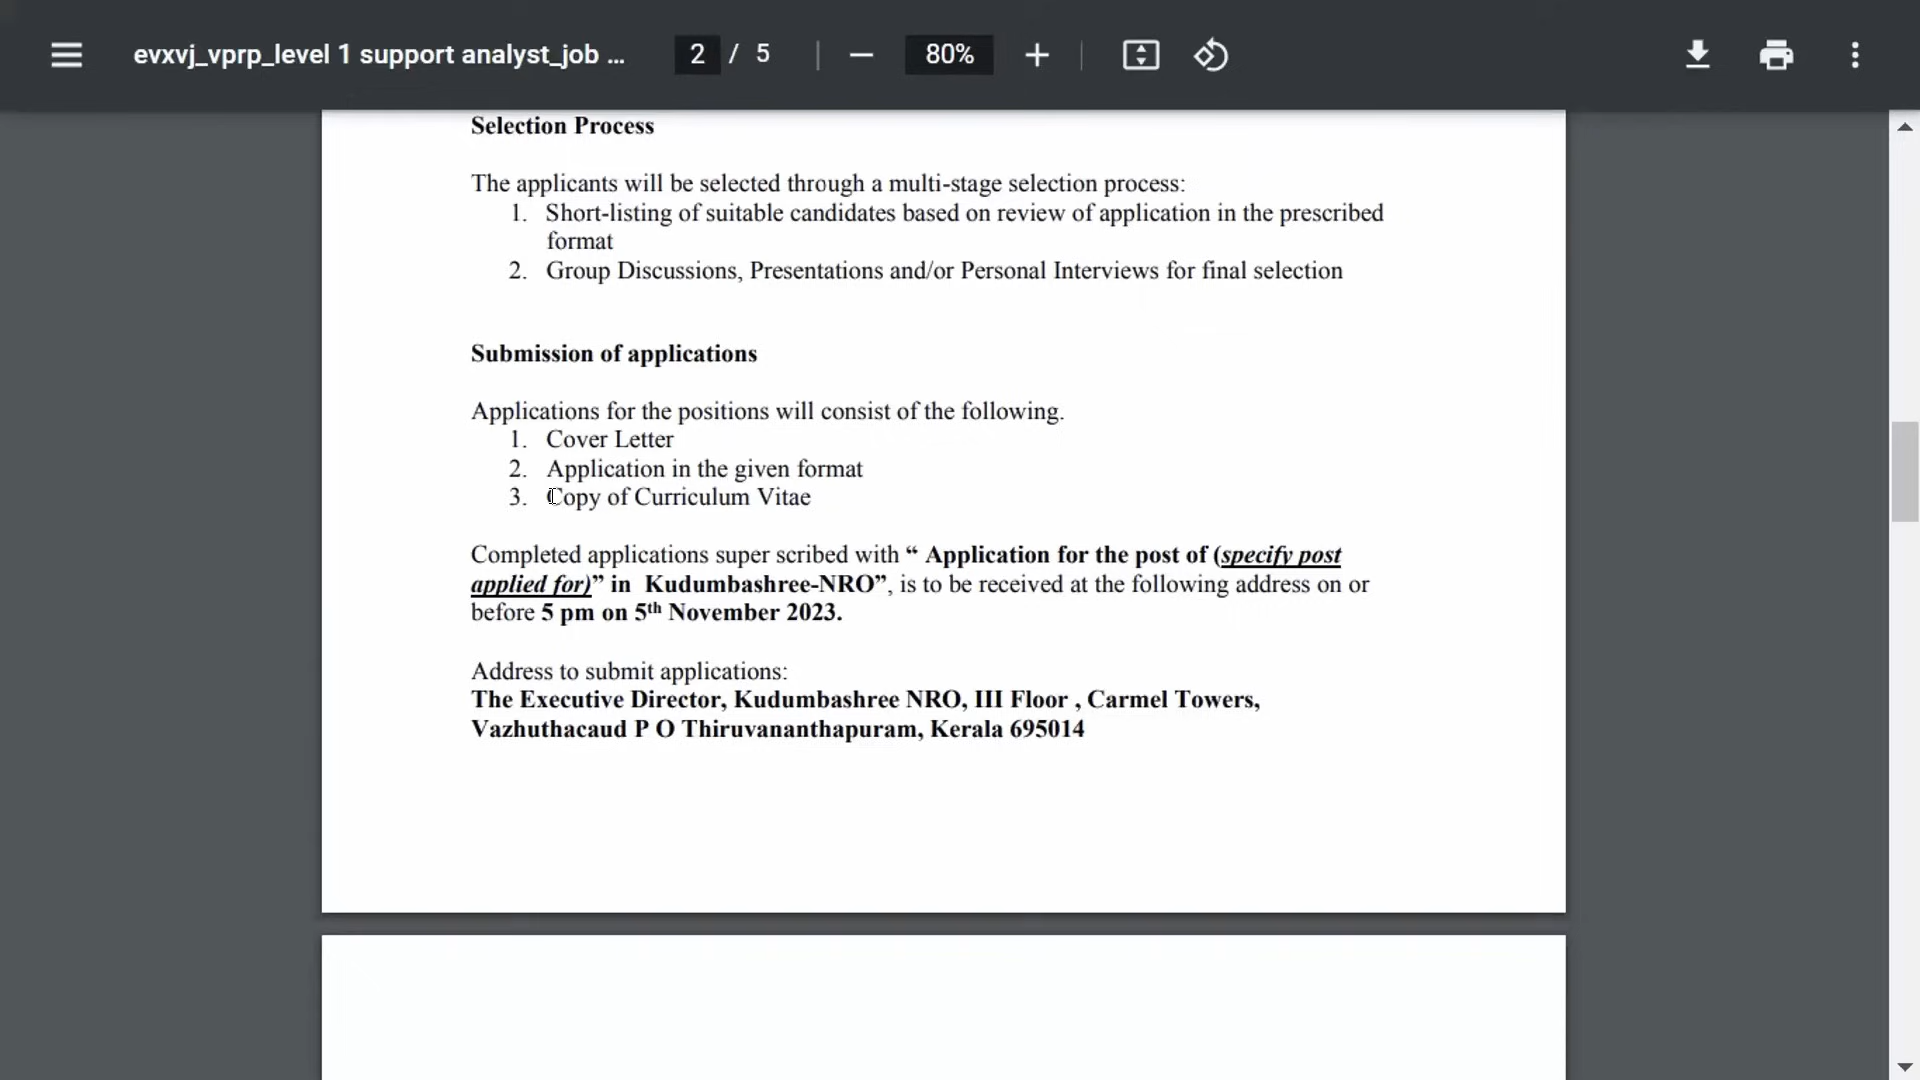 evxvj_vprp_level 1 support analyst_job ... 2 / 5 80%
Selection Process
The applicants will be selected through a multi-stage selection process:
1. Short-listing of suitable candidates based on review of application in the prescribed
format
2. Group Discussions, Presentations and/or Personal Interviews for final selection
Submission of applications
Applications for the positions will consist of the following.
1. Cover Letter
2. Application in the given format
3. Copy of Curriculum Vitae
Completed applications super scribed with “ Application for the post of (specify post
applied for)” in Kudumbashree-NRO”, is to be received at the following address on or
before 5 pm on 5th November 2023.
Address to submit applications:
The Executive Director, Kudumbashree NRO, III Floor , Carmel Towers,
Vazhuthacaud P O Thiruvananthapuram, Kerala 695014